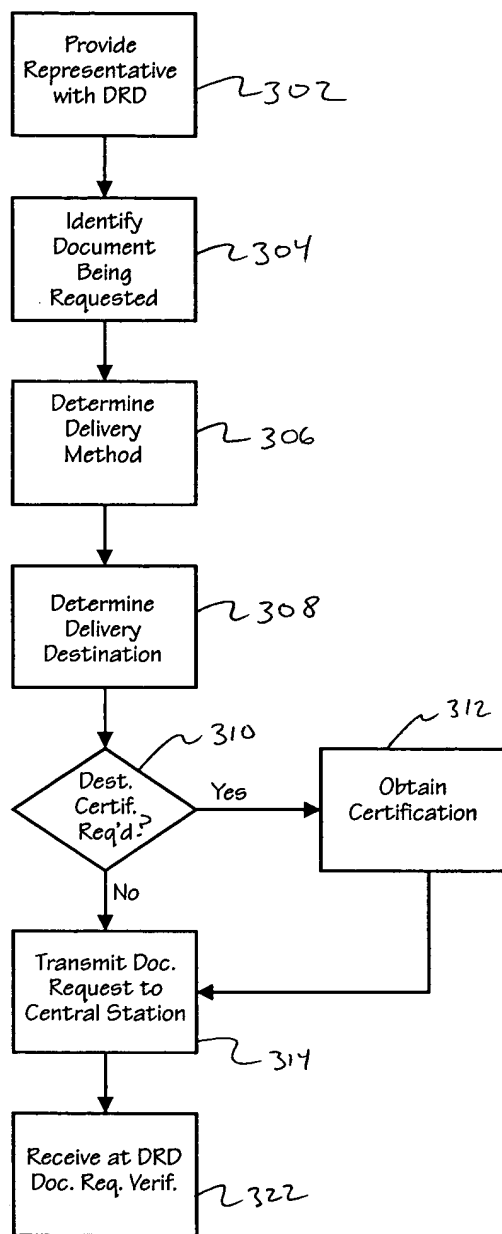 Provide
Representative
with DRD
302
Identify
Document
Being
Requested
304
Determine
Delivery
Method
306
Determine
Delivery
Destination
308
310
Dest.
Certif.
Req'd.?
Yes
312
Obtain
Certification
No
Transmit Doc.
Request to
Central Station
314
Receive at DRD
Doc. Req. Verif.
322